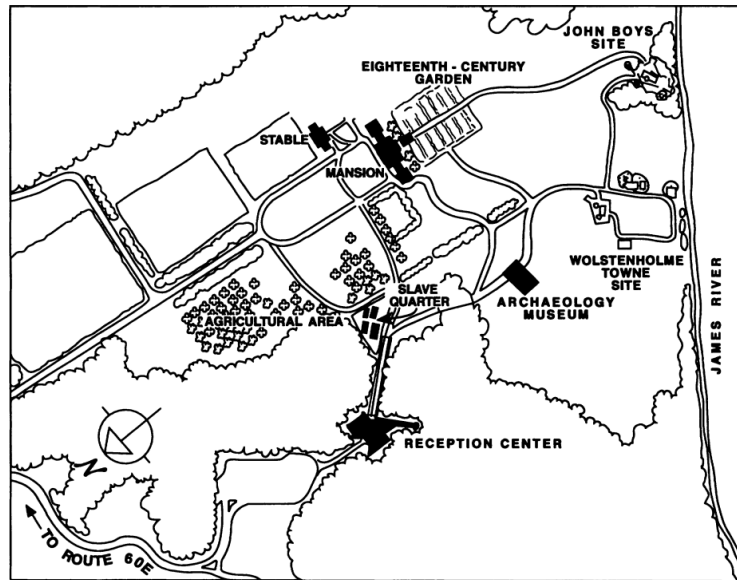 JOHN BOYS
SITE
EIGHTEENTH - CENTURY
GARDEN
STABLE
MANSION
WOLSTENHOLME
TOWNE
SITE
SLAVE
QUARTER
ARCHAEOLOGY
MUSEUM
AGRICULTURAL AREA
JAMES RIVER
RECEPTION CENTER
N
TO ROUTE 60E